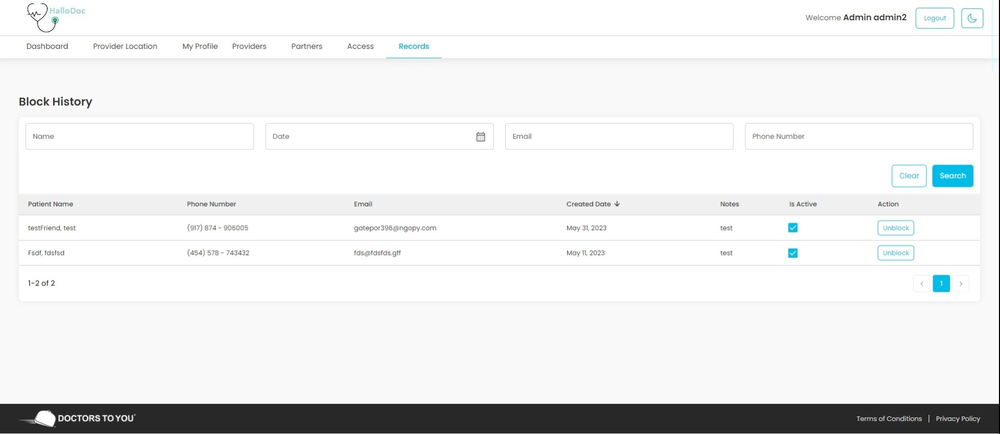 HalloDoc
Welcome Admin admin2
Logout
Dashboard Provider Location My Profile Providers Partners Access Records
Block History
Name Date Email Phone Number
Clear Search
Patient Name Phone Number Email Created Date ↓ Notes Is Active Action
testFriend, test (917) 874 - 906005 gatepor396@ngopy.com May 31, 2023 test Unblock
Fsdf, fdsfsd (454) 578 - 743432 fds@fdsfds.gff May 11, 2023 test Unblock
1-2 of 2 < 1 >
DOCTORS TO YOU
Terms of Conditions | Privacy Policy